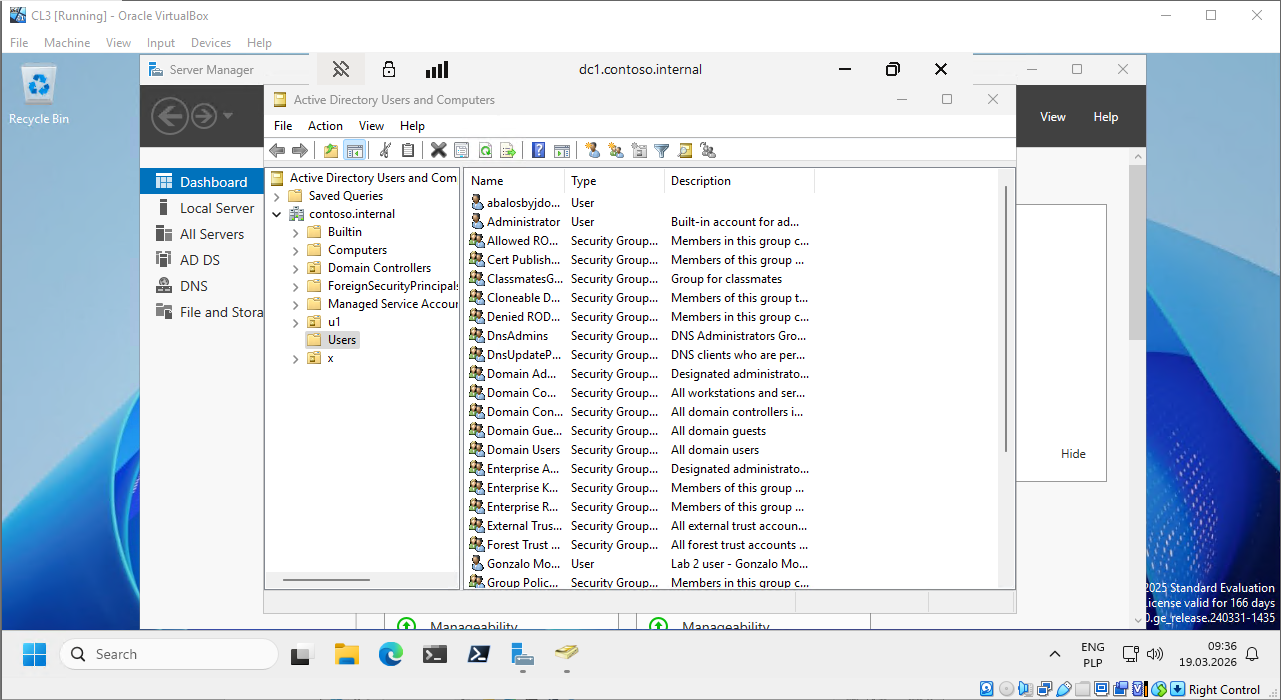 CL3 [Running] - Oracle VirtualBox
File Machine View Input Devices Help
Recycle Bin
Server Manager
dc1.contoso.internal
View Help
Dashboard
Local Server
All Servers
AD DS
DNS
File and Stora
Active Directory Users and Computers
File Action View Help
Active Directory Users and Com
Saved Queries
contoso.internal
Builtin
Computers
Domain Controllers
ForeignSecurityPrincipals
Managed Service Accour
u1
Users
x
Name Type Description
abalosbyjdo... User
Administrator User Built-in account for ad...
Allowed RO... Security Group... Members in this group c...
Cert Publish... Security Group... Members of this group ...
ClassmatesG... Security Group... Group for classmates
Cloneable D... Security Group... Members of this group t...
Denied ROD... Security Group... Members in this group c...
DnsAdmins Security Group... DNS Administrators Gro...
DnsUpdateP... Security Group... DNS clients who are per...
Domain Ad... Security Group... Designated administrato...
Domain Co... Security Group... All workstations and ser...
Domain Con... Security Group... All domain controllers i...
Domain Gue... Security Group... All domain guests
Domain Users Security Group... All domain users
Enterprise A... Security Group... Designated administrato...
Enterprise K... Security Group... Members of this group ...
Enterprise R... Security Group... Members of this group ...
External Trus... Security Group... All external trust accoun...
Forest Trust ... Security Group... All forest trust accounts ...
Gonzalo Mo... User Lab 2 user - Gonzalo Mo...
Group Polic... Security Group... Members in this group c...
Hide
Manageability Manageability
2025 Standard Evaluation
License valid for 166 days
0.ge_release.240331-1435
Search
ENG
PLP
09:36
19.03.2026
Right Control